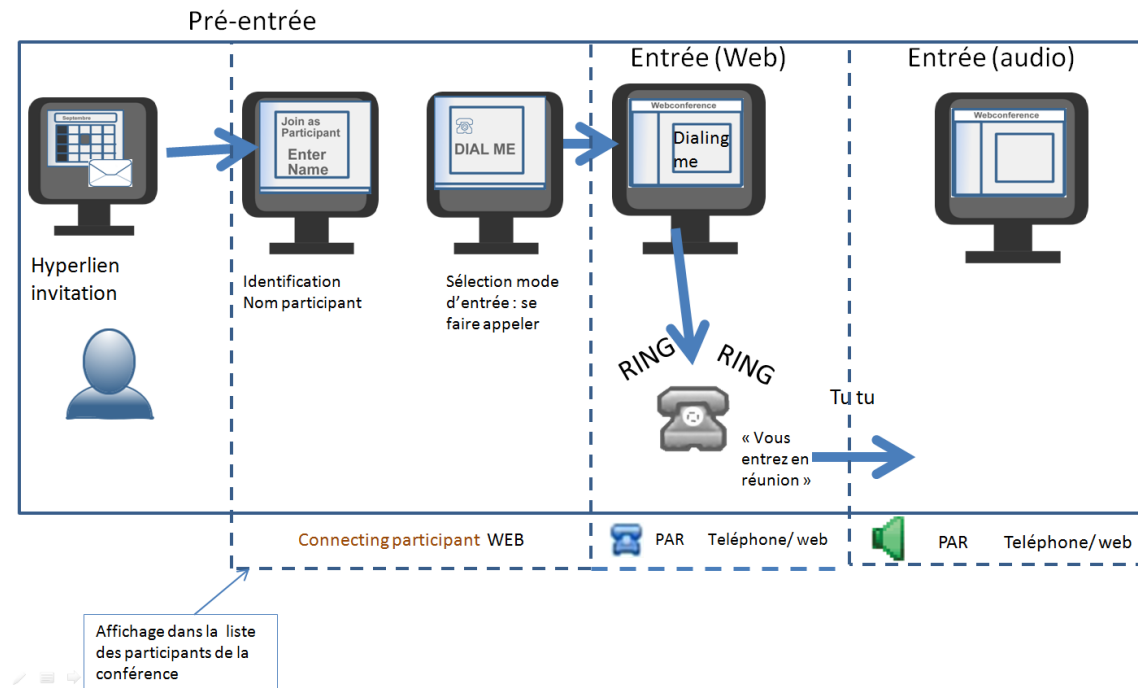 Pré-entrée
Entrée (Web)
Entrée (audio)
Septembre
Join as
Participant
Enter
Name
DIAL ME
Webconference
Dialing
me
Webconference
Hyperlien
invitation
Identification
Nom participant
Sélection mode
d'entrée : se
faire appeler
RING
RING
Tu tu
« Vous
entrez en
réunion »
Connecting participant WEB
PAR Teléphone/ web
PAR Teléphone/ web
Affichage dans la liste
des participants de la
conférence